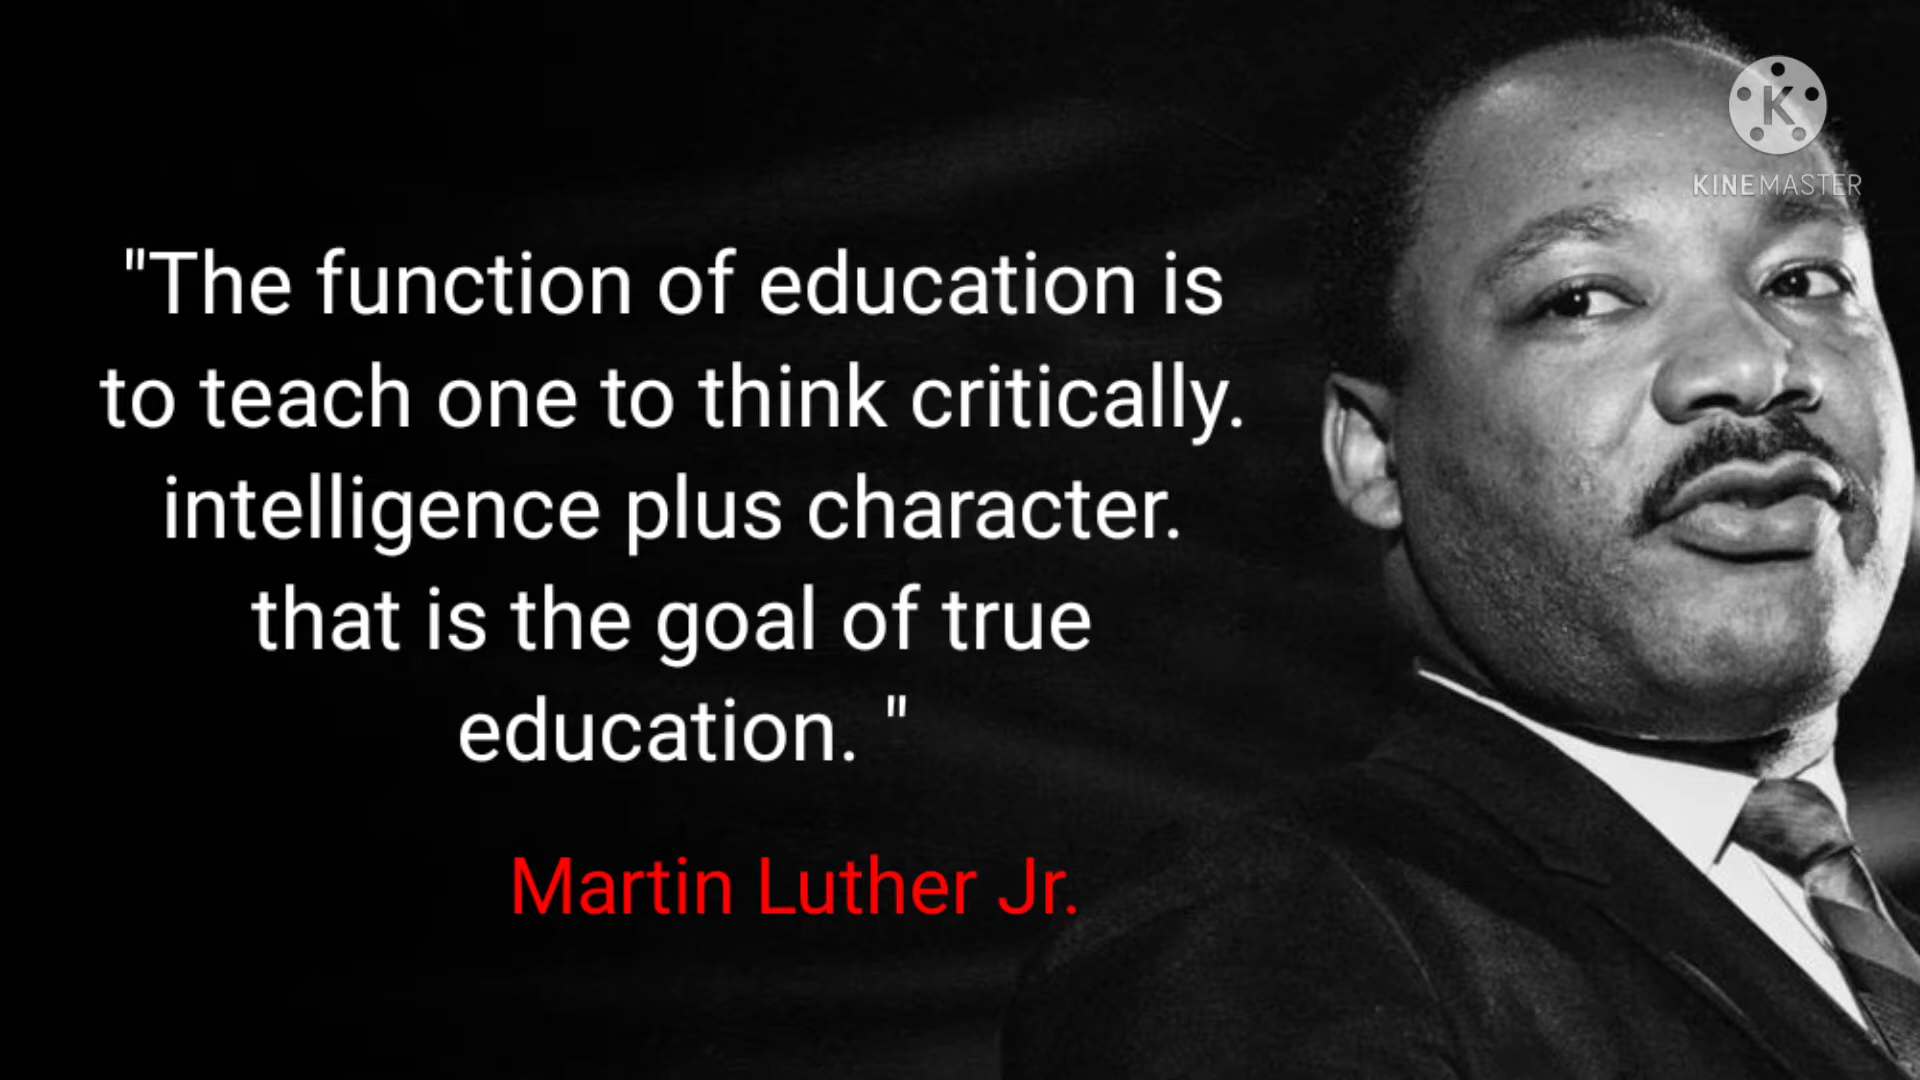 K
KINEMASTER
"The function of education is
to teach one to think critically.
intelligence plus character.
that is the goal of true
education. "
Martin Luther Jr.